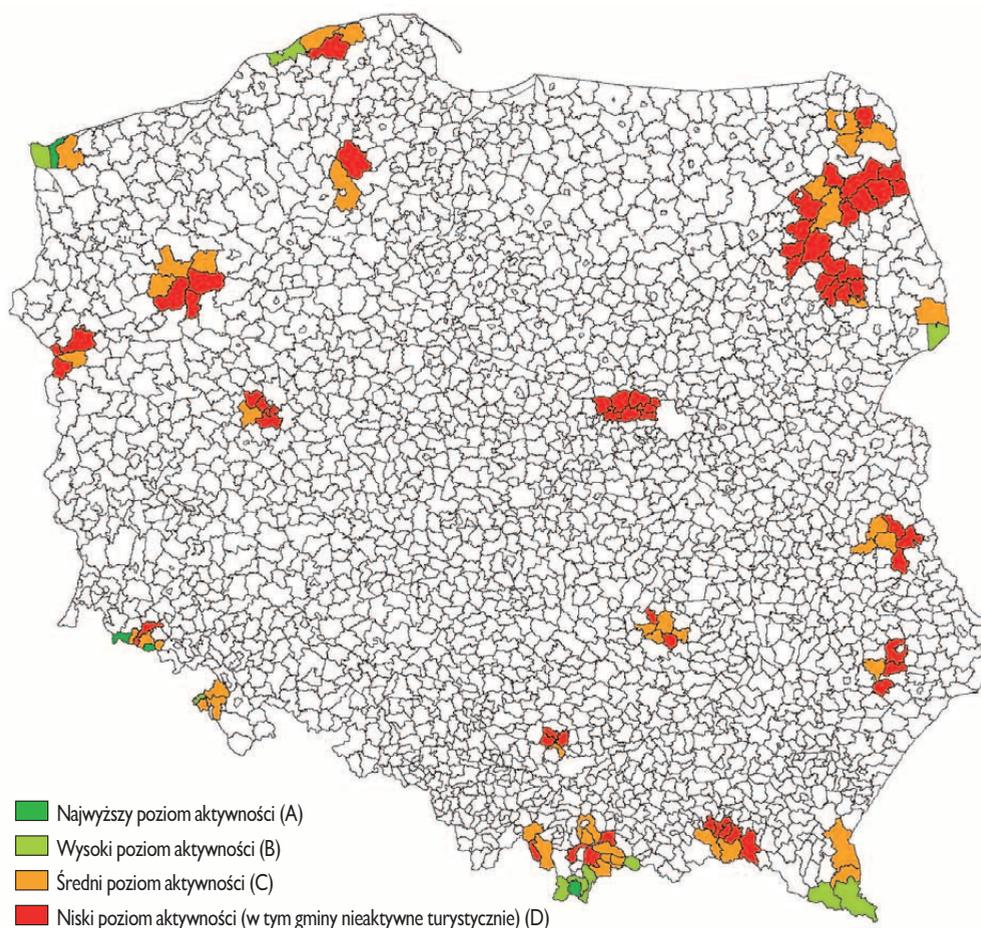 Najwyższy poziom aktywności (A)
Wysoki poziom aktywności (B)
Średni poziom aktywności (C)
Niski poziom aktywności (w tym gminy nieaktywne turystycznie) (D)